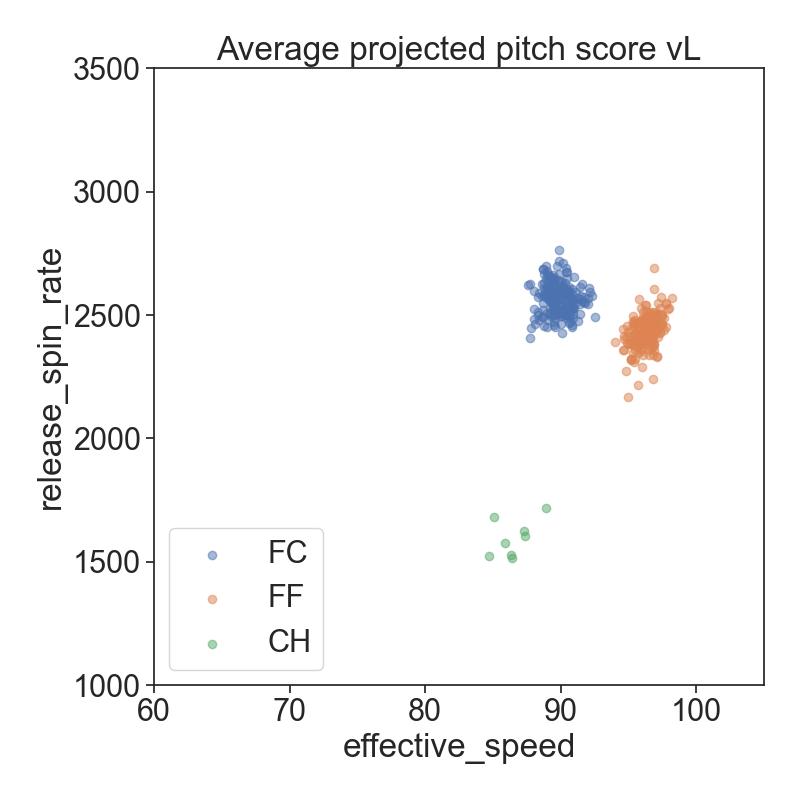 Average projected pitch score vL
3500
3000
2500
2000
1500
1000
release_spin_rate
FC
FF
CH
60 70 80 90 100
effective_speed